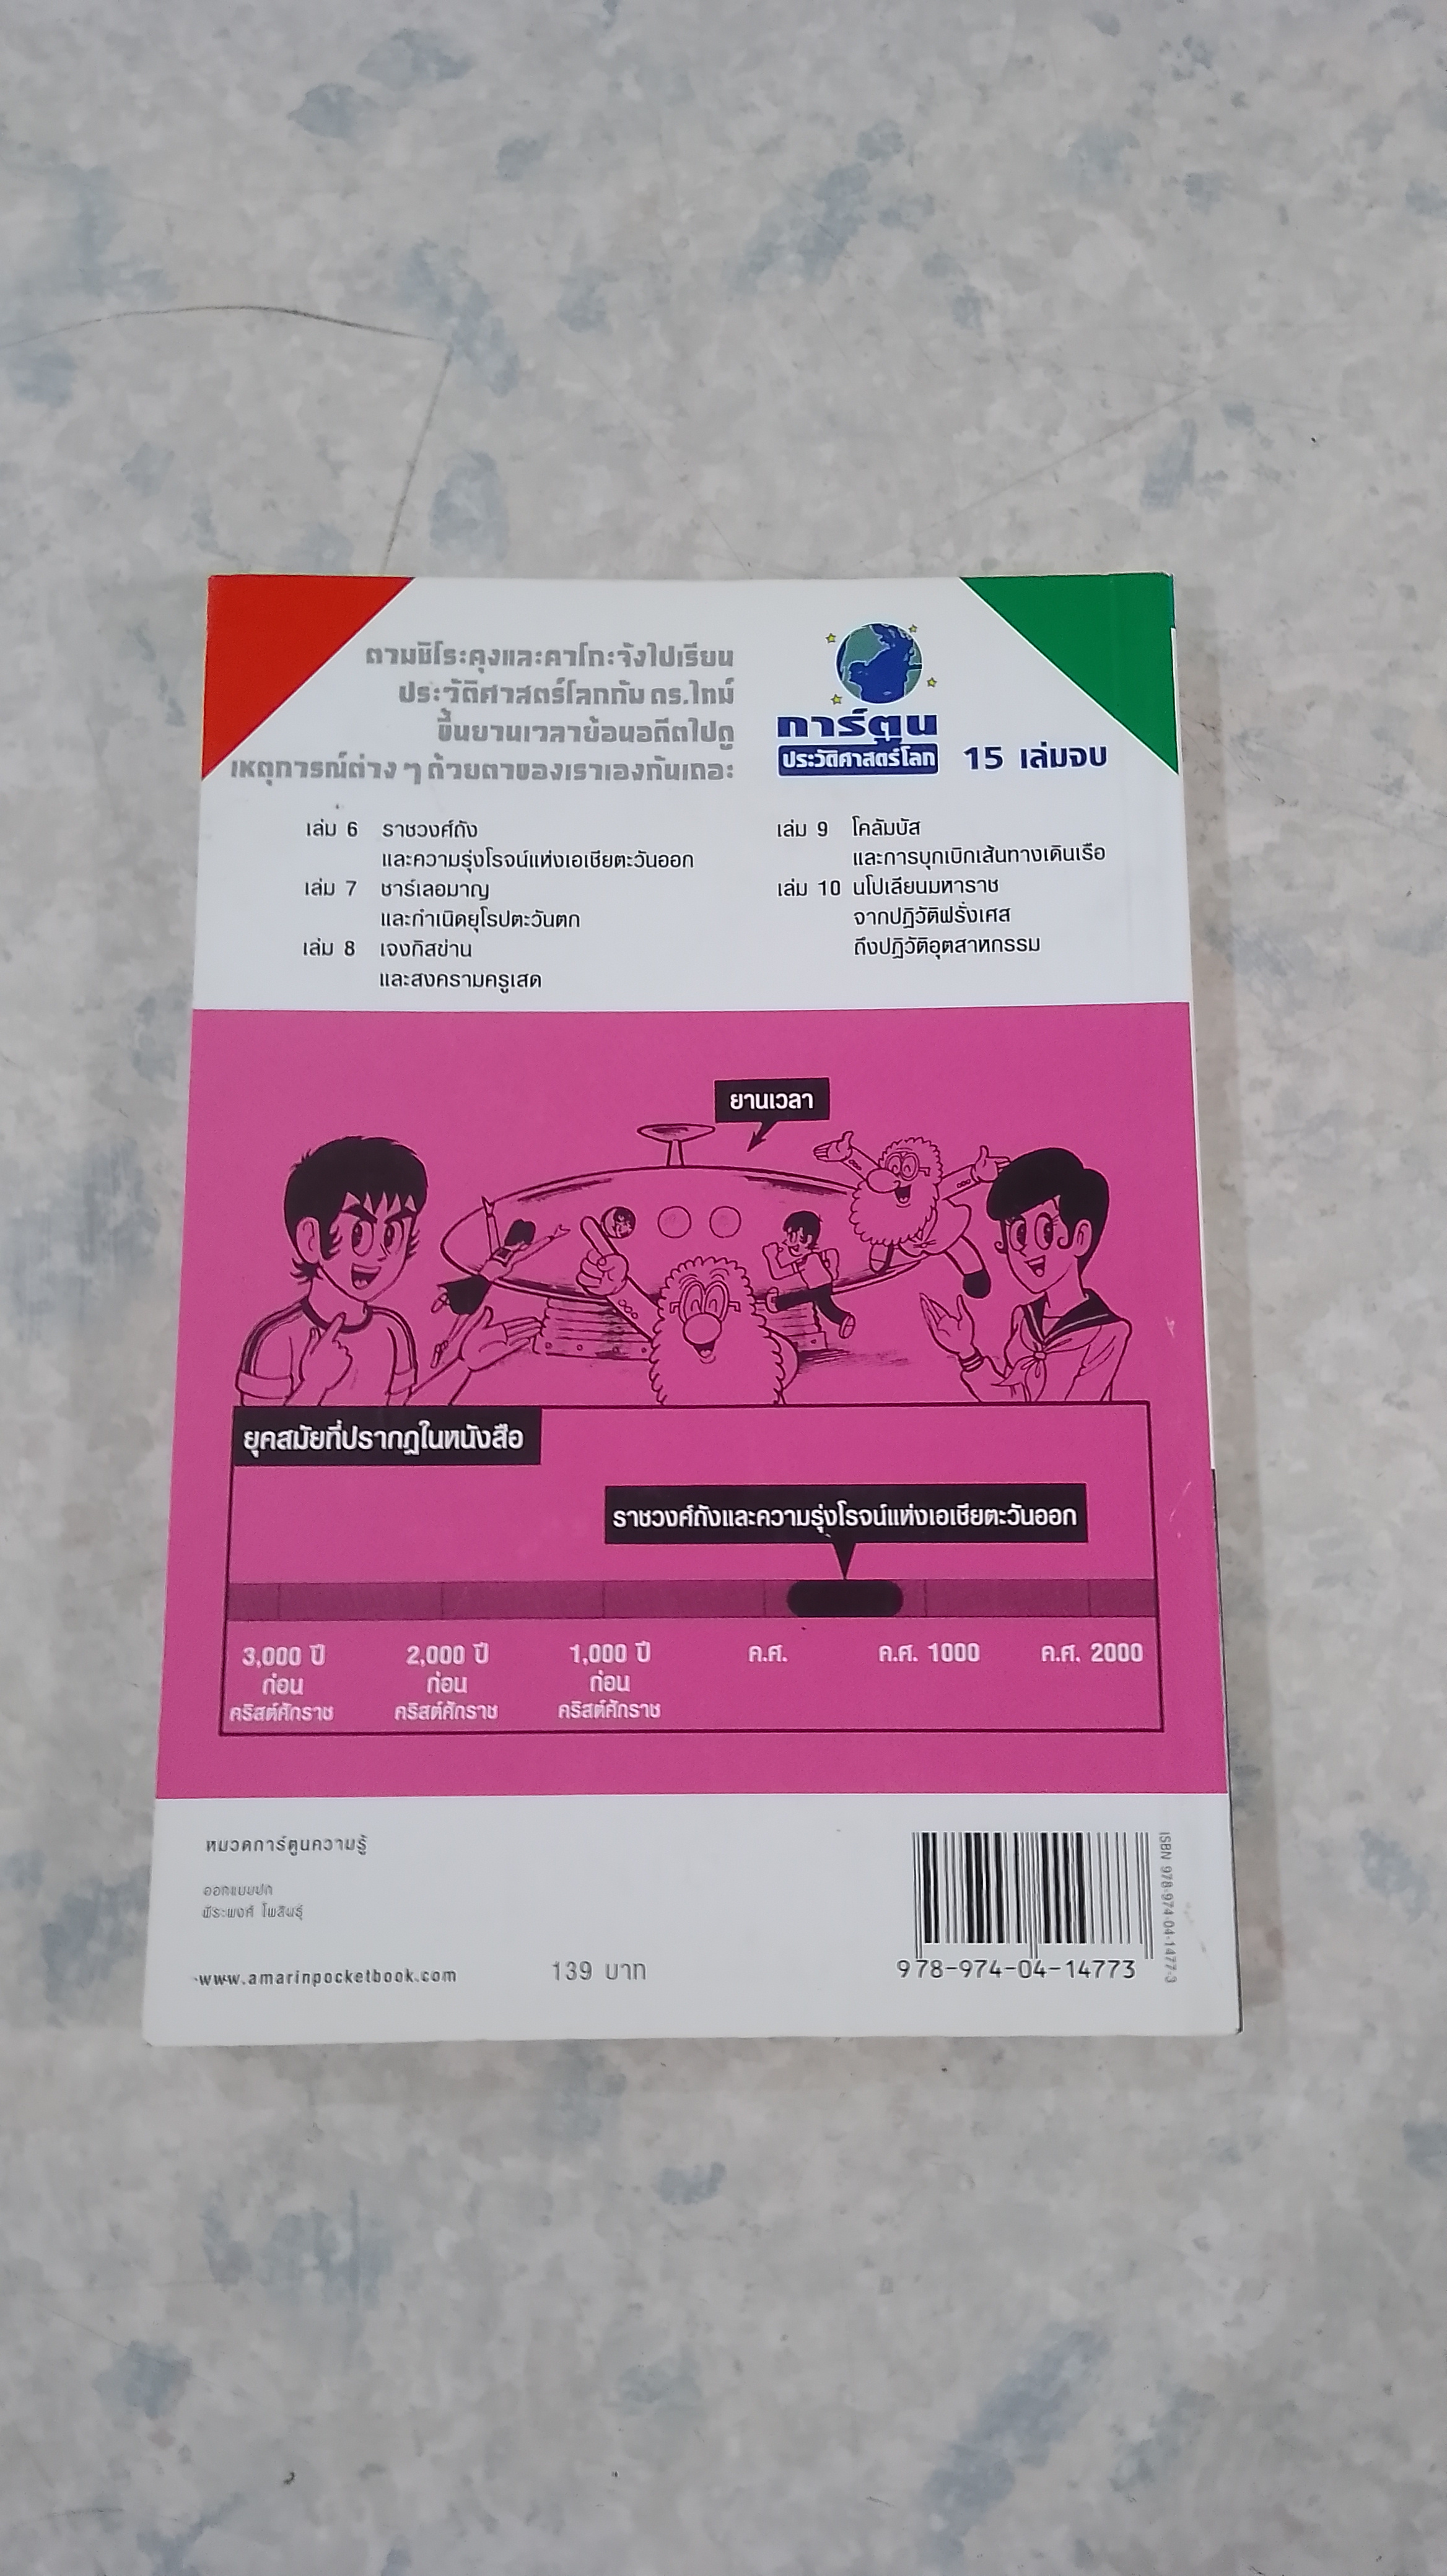 ตามฮิโระคุงและคาโกะจังไปเรียน
ประวัติศาสตร์โลกกับ ดร.ไทม์
ขึ้นยานเวลาย้อนอดีตไปดู
เหตุการณ์ต่าง ๆ ด้วยตาของเราเองกันเถอะ
การ์ตูน
ประวัติศาสตร์โลก
15 เล่มจบ
เล่ม 6 ราชวงศ์ถัง
และความรุ่งโรจน์แห่งเอเชียตะวันออก
เล่ม 7 ชาร์เลอมาญ
และกำเนิดยุโรปตะวันตก
เล่ม 8 เจงกิสข่าน
และสงครามครูเสด
เล่ม 9 โคลัมบัส
และการบุกเบิกเส้นทางเดินเรือ
เล่ม 10 นโปเลียนมหาราช
จากปฏิวัติฝรั่งเศส
ถึงปฏิวัติอุตสาหกรรม
ยานเวลา
ยุคสมัยที่ปรากฏในหนังสือ
ราชวงศ์ถังและความรุ่งโรจน์แห่งเอเชียตะวันออก
3,000 ปี
ก่อน
คริสต์ศักราช
2,000 ปี
ก่อน
คริสต์ศักราช
1,000 ปี
ก่อน
คริสต์ศักราช
ค.ศ.
ค.ศ. 1000
ค.ศ. 2000
หมวดการ์ตูนความรู้
ออกแบบปก
พีระพงศ์ โพสินธุ์
www.amarinpocketbook.com
139 บาท
978-974-04-14773
ISBN 978-974-04-1477-3